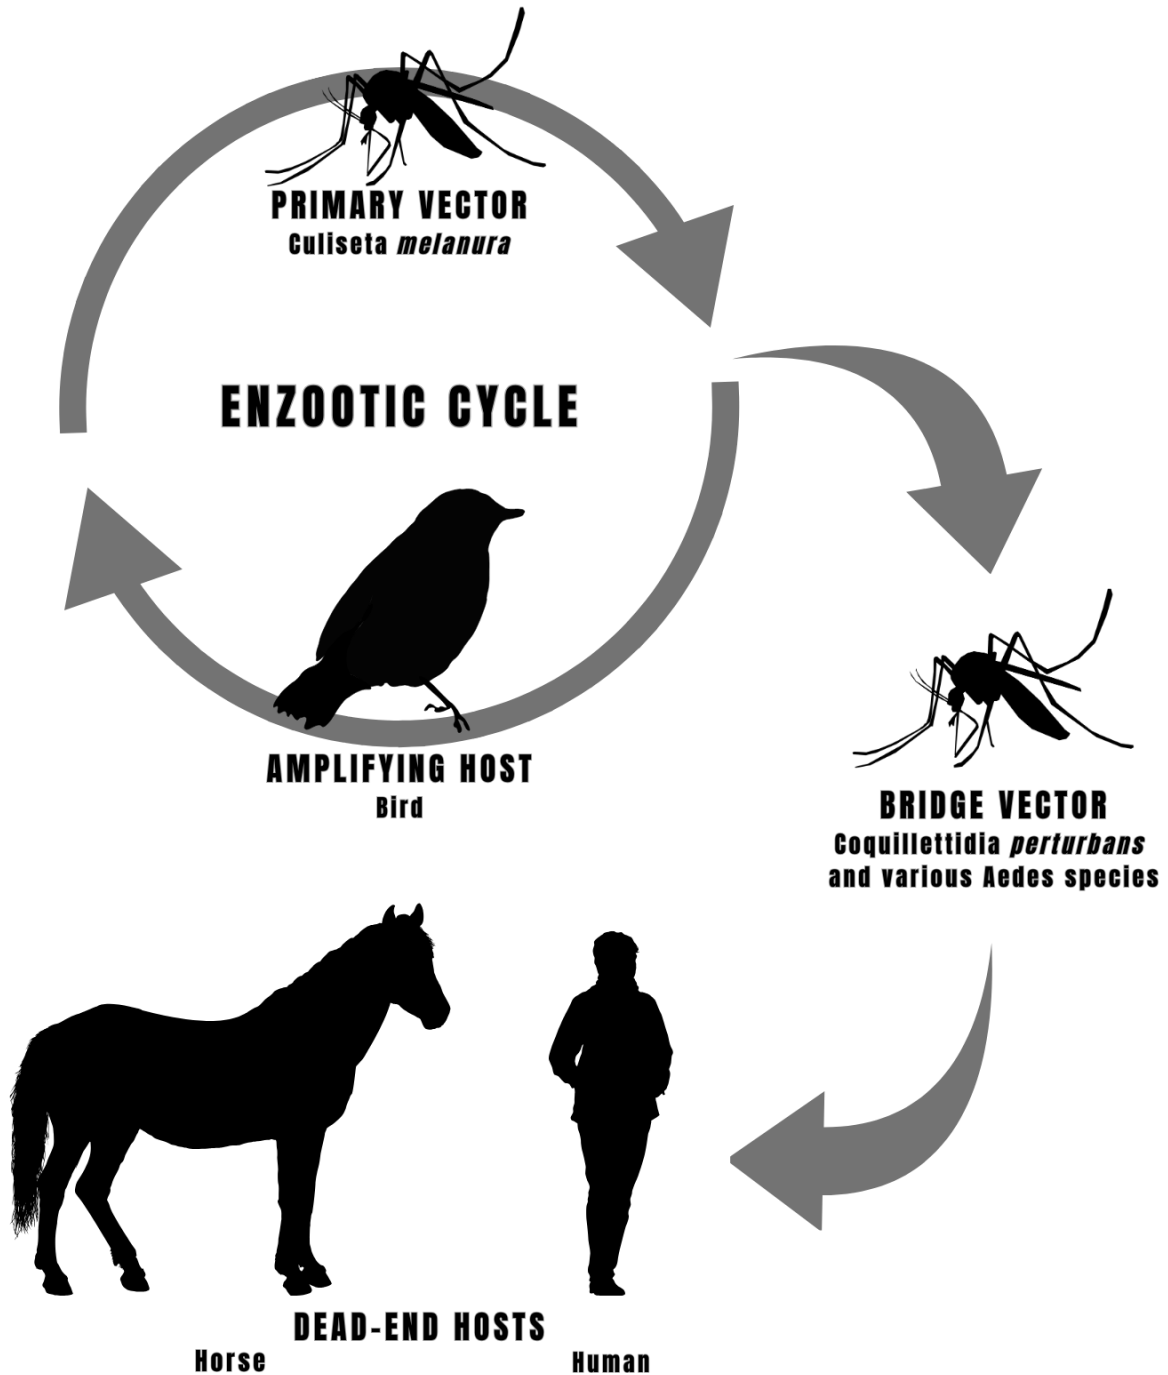 PRIMARY VECTOR
Culiseta melanura
ENZOOTIC CYCLE
AMPLIFYING HOST
Bird
BRIDGE VECTOR
Coquillettidia perturbans
and various Aedes species
DEAD-END HOSTS
Horse
Human